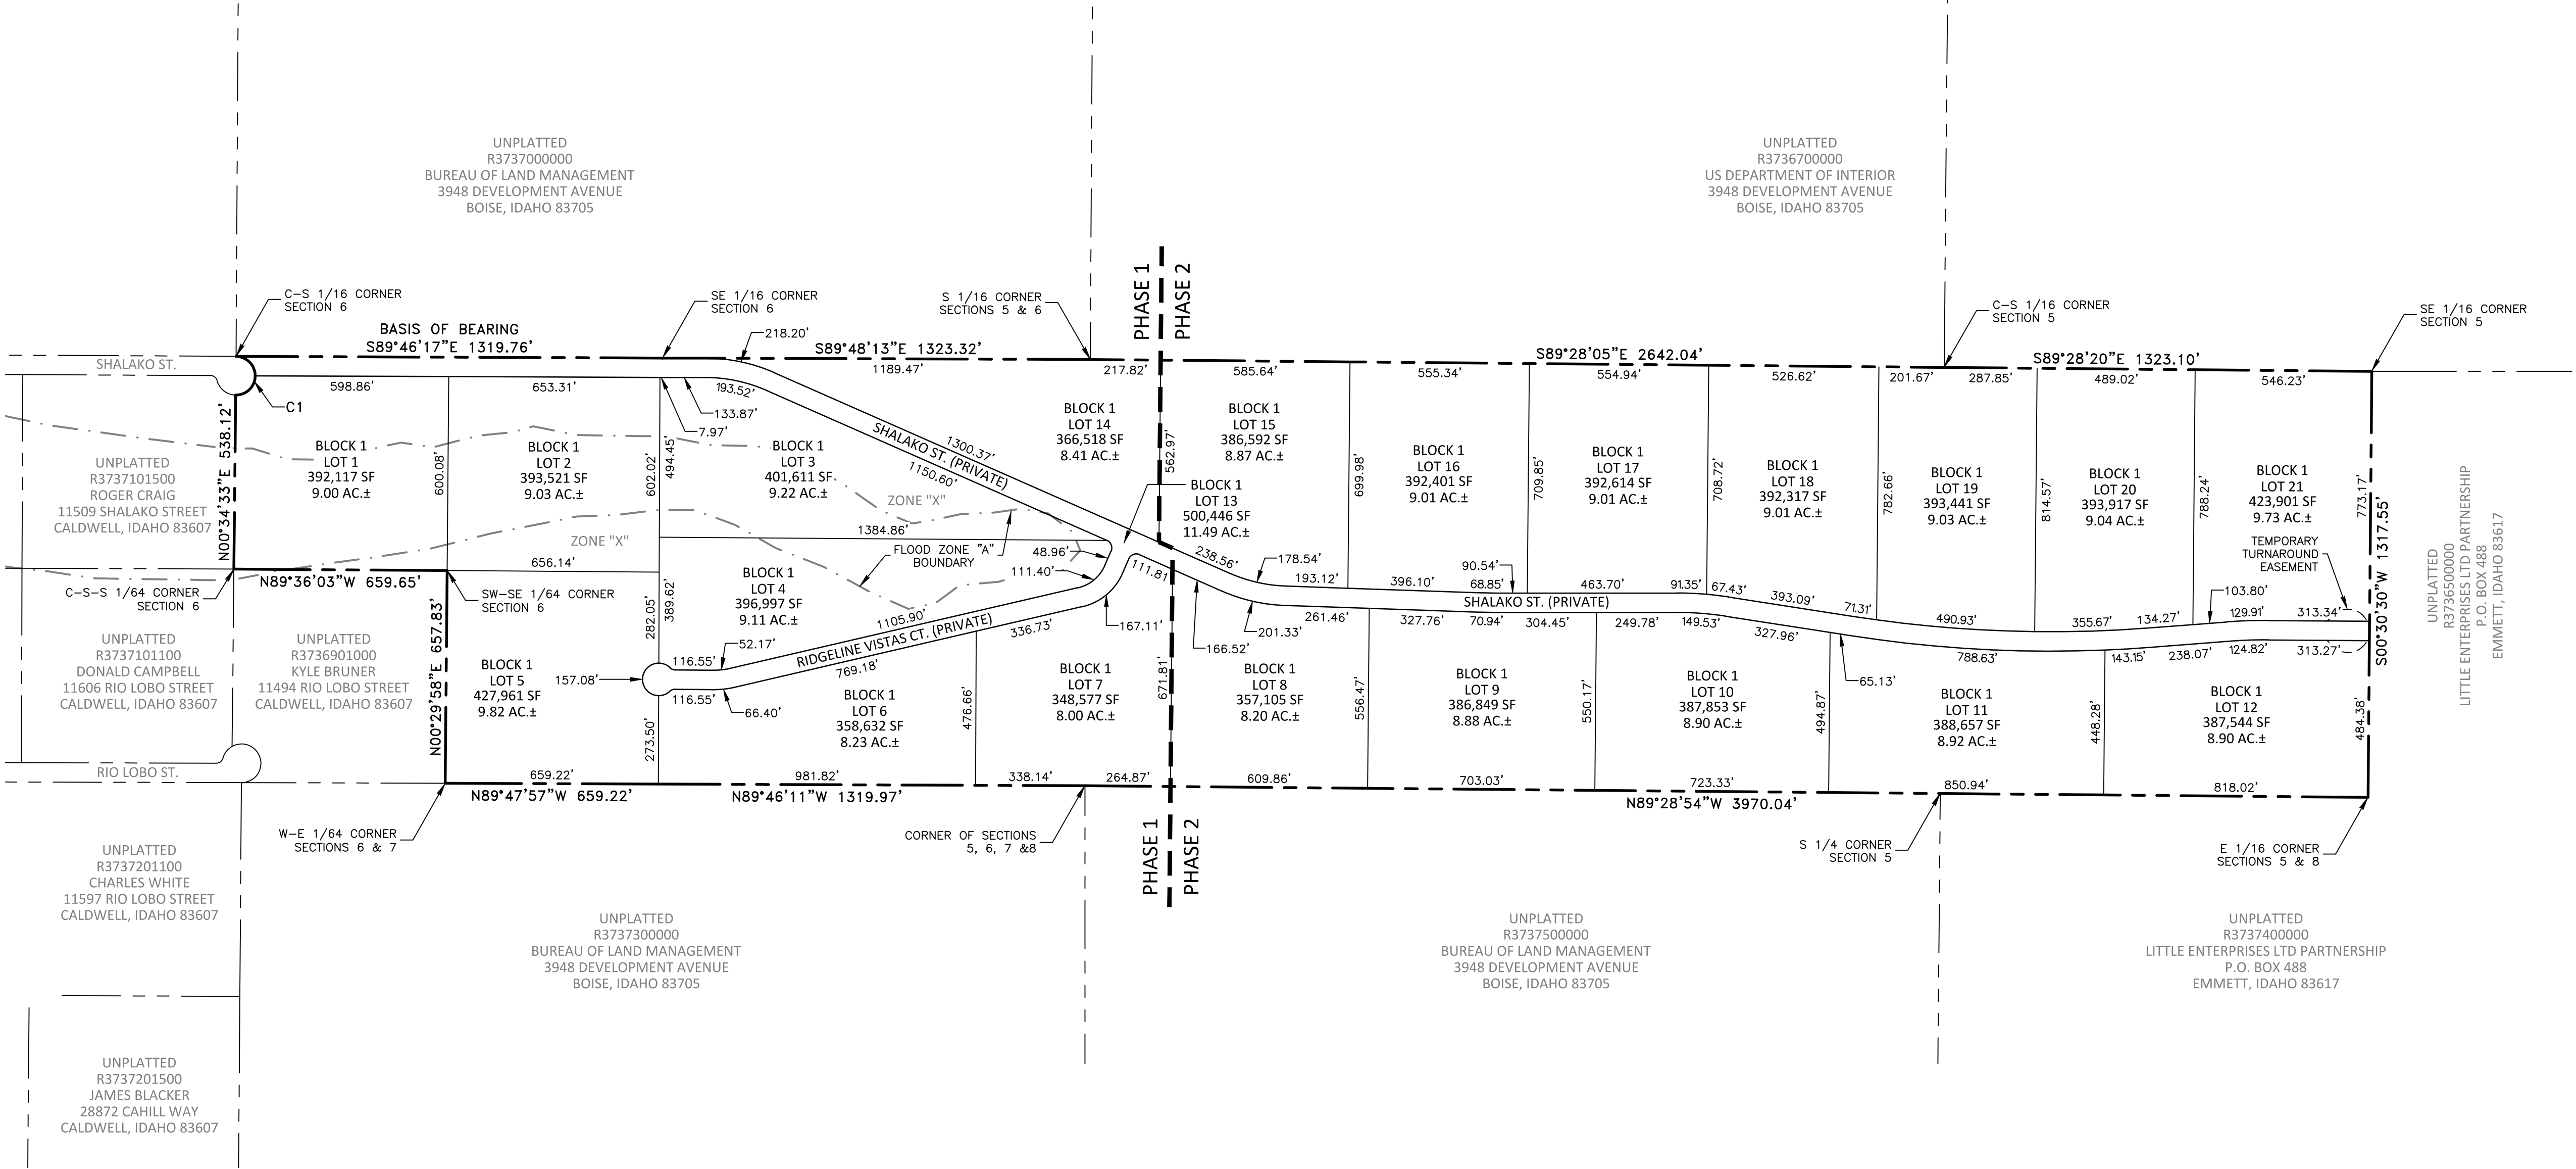 UNPLATTED
R3737000000
BUREAU OF LAND MANAGEMENT
3948 DEVELOPMENT AVENUE
BOISE, IDAHO 83705
UNPLATTED
R3736700000
US DEPARTMENT OF INTERIOR
3948 DEVELOPMENT AVENUE
BOISE, IDAHO 83705
PHASE 1
PHASE 2
C-S 1/16 CORNER
SECTION 6
SE 1/16 CORNER
SECTION 6
S 1/16 CORNER
SECTIONS 5 & 6
C-S 1/16 CORNER
SECTION 5
SE 1/16 CORNER
SECTION 5
BASIS OF BEARING
S89°46'17"E 1319.76'
218.20'
S89°48'13"E 1323.32'
S89°28'05"E 2642.04'
S89°28'20"E 1323.10'
SHALAKO ST.
C1
598.86'
653.31'
193.52'
133.87'
7.97'
1189.47'
217.82'
585.64'
555.34'
554.94'
526.62'
201.67'
287.85'
489.02'
546.23'
N00°34'33"E 538.12'
UNPLATTED
R3737101500
ROGER CRAIG
11509 SHALAKO STREET
CALDWELL, IDAHO 83607
BLOCK 1
LOT 1
392,117 SF
9.00 AC.±
600.08'
BLOCK 1
LOT 2
393,521 SF
9.03 AC.±
602.02'
494.45'
BLOCK 1
LOT 3
401,611 SF
9.22 AC.±
SHALAKO ST. (PRIVATE)
1300.37'
1150.60'
BLOCK 1
LOT 14
366,518 SF
8.41 AC.±
562.97'
BLOCK 1
LOT 15
386,592 SF
8.87 AC.±
699.98'
BLOCK 1
LOT 16
392,401 SF
9.01 AC.±
709.85'
BLOCK 1
LOT 17
392,614 SF
9.01 AC.±
708.72'
BLOCK 1
LOT 18
392,317 SF
9.01 AC.±
782.66'
BLOCK 1
LOT 19
393,441 SF
9.03 AC.±
814.57'
BLOCK 1
LOT 20
393,917 SF
9.04 AC.±
788.24'
BLOCK 1
LOT 21
423,901 SF
9.73 AC.±
773.17'
S00°30'30"W 1317.55'
UNPLATTED
R3736500000
LITTLE ENTERPRISES LTD PARTNERSHIP
P.O. BOX 488
EMMETT, IDAHO 83617
BLOCK 1
LOT 13
500,446 SF
11.49 AC.±
ZONE "X"
ZONE "X"
1384.86'
FLOOD ZONE "A"
BOUNDARY
48.96'
111.40'
111.81
238.56'
178.54'
193.12'
396.10'
68.85'
90.54'
463.70'
91.35'
67.43'
393.09'
71.31'
490.93'
355.67'
134.27'
103.80'
129.91'
313.34'
TEMPORARY
TURNAROUND
EASEMENT
SHALAKO ST. (PRIVATE)
C-S-S 1/64 CORNER
SECTION 6
N89°36'03"W 659.65'
SW-SE 1/64 CORNER
SECTION 6
656.14'
389.62'
282.05'
BLOCK 1
LOT 4
396,997 SF
9.11 AC.±
1105.90'
RIDGELINE VISTAS CT. (PRIVATE)
769.18'
336.73'
167.11'
166.52'
201.33'
261.46'
327.76'
70.94'
304.45'
249.78'
149.53'
327.96'
65.13'
788.63'
143.15'
238.07'
124.82'
313.27'
UNPLATTED
R3737101100
DONALD CAMPBELL
11606 RIO LOBO STREET
CALDWELL, IDAHO 83607
UNPLATTED
R3736901000
KYLE BRUNER
11494 RIO LOBO STREET
CALDWELL, IDAHO 83607
N00°29'58"E 657.83'
BLOCK 1
LOT 5
427,961 SF
9.82 AC.±
157.08'
116.55'
52.17'
116.55'
66.40'
273.50'
BLOCK 1
LOT 6
358,632 SF
8.23 AC.±
476.66'
BLOCK 1
LOT 7
348,577 SF
8.00 AC.±
671.81'
BLOCK 1
LOT 8
357,105 SF
8.20 AC.±
556.47'
BLOCK 1
LOT 9
386,849 SF
8.88 AC.±
550.17'
BLOCK 1
LOT 10
387,853 SF
8.90 AC.±
494.87'
BLOCK 1
LOT 11
388,657 SF
8.92 AC.±
448.28'
BLOCK 1
LOT 12
387,544 SF
8.90 AC.±
484.38'
RIO LOBO ST.
659.22'
981.82'
338.14'
264.87'
609.86'
703.03'
723.33'
850.94'
818.02'
N89°47'57"W 659.22'
N89°46'11"W 1319.97'
N89°28'54"W 3970.04'
W-E 1/64 CORNER
SECTIONS 6 & 7
CORNER OF SECTIONS
5, 6, 7 &8
PHASE 1
PHASE 2
S 1/4 CORNER
SECTION 5
E 1/16 CORNER
SECTIONS 5 & 8
UNPLATTED
R3737201100
CHARLES WHITE
11597 RIO LOBO STREET
CALDWELL, IDAHO 83607
UNPLATTED
R3737300000
BUREAU OF LAND MANAGEMENT
3948 DEVELOPMENT AVENUE
BOISE, IDAHO 83705
UNPLATTED
R3737500000
BUREAU OF LAND MANAGEMENT
3948 DEVELOPMENT AVENUE
BOISE, IDAHO 83705
UNPLATTED
R3737400000
LITTLE ENTERPRISES LTD PARTNERSHIP
P.O. BOX 488
EMMETT, IDAHO 83617
UNPLATTED
R3737201500
JAMES BLACKER
28872 CAHILL WAY
CALDWELL, IDAHO 83607